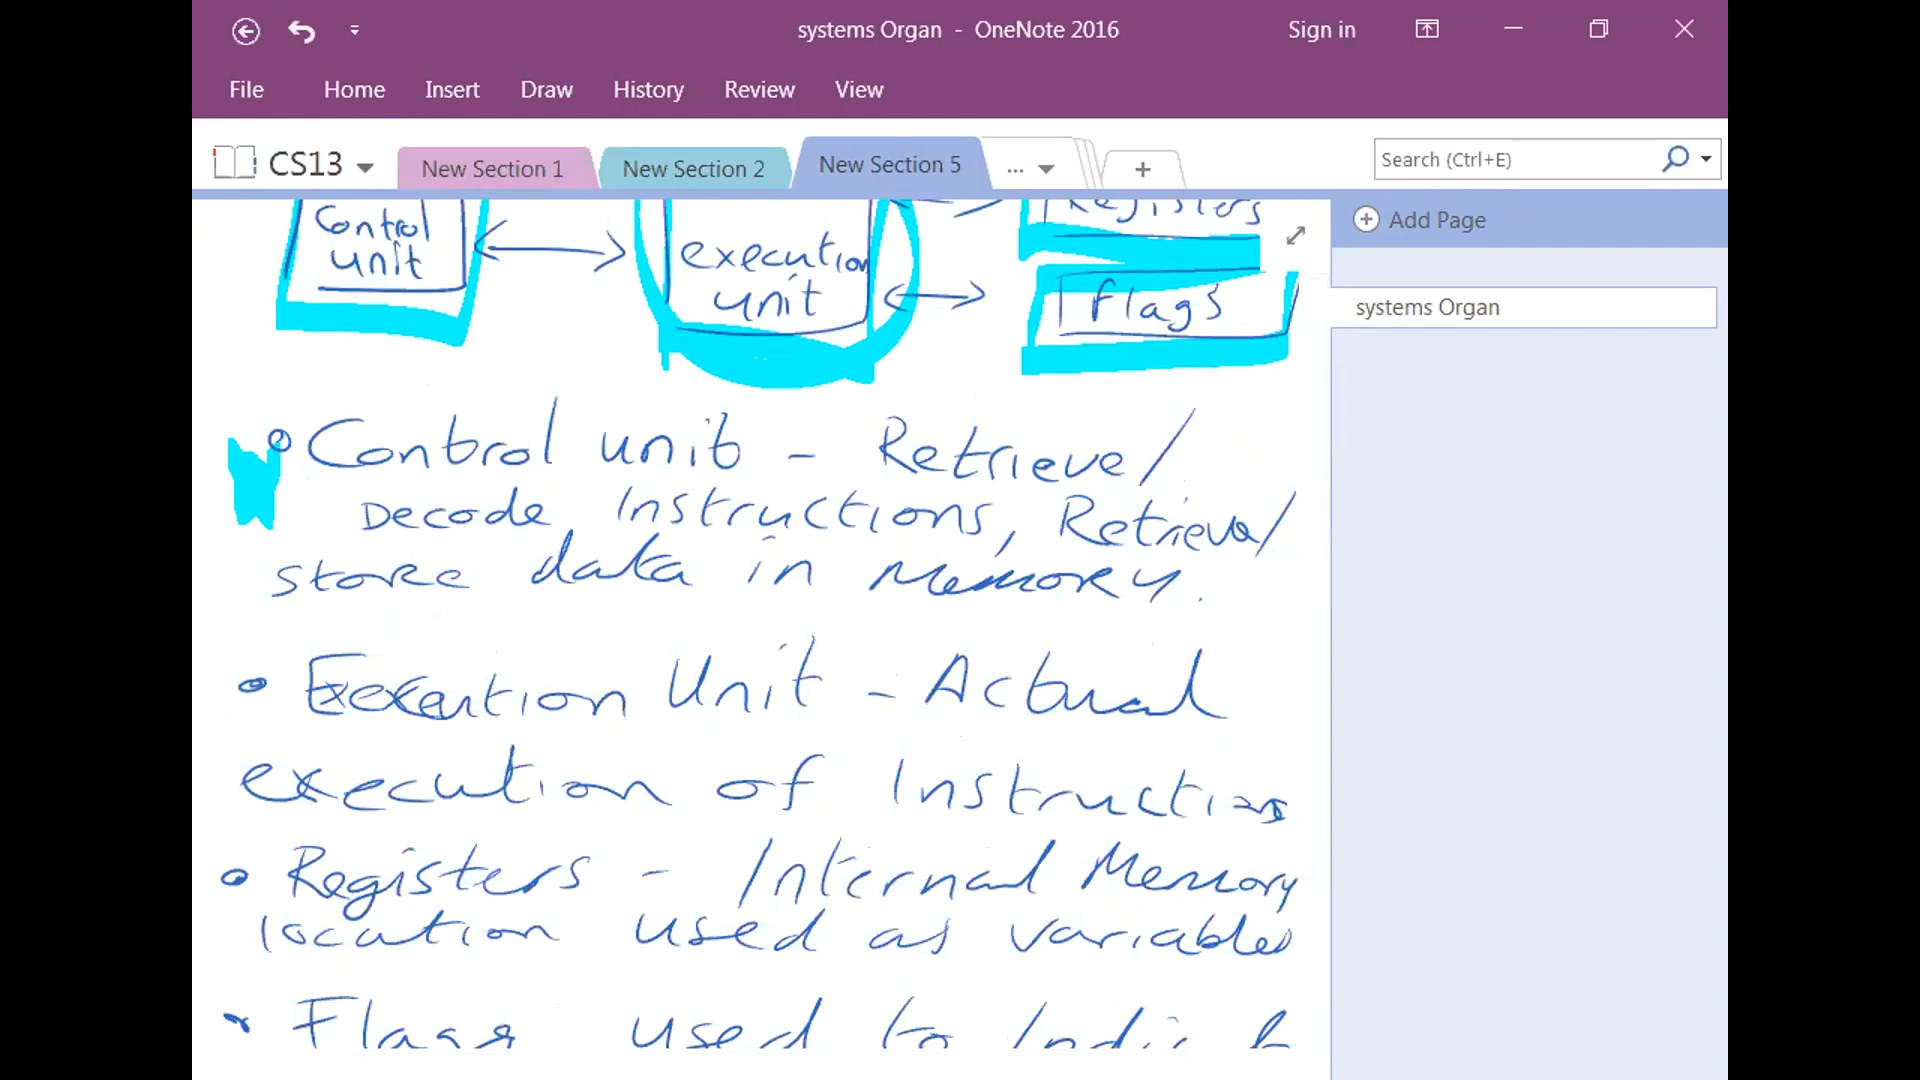 systems Organ - OneNote 2016
Sign in
File Home Insert Draw History Review View
CS13 New Section 1 New Section 2 New Section 5 ... +
Search (Ctrl+E)
Add Page
systems Organ
Registers
Control
unit
execution
unit
flags
Control unit - Retrieve/
Decode Instructions, Retrieve/
store data in Memory.
Execution Unit - Actual
execution of Instructions
Registers - Internal Memory
location used as variables
Flags used to